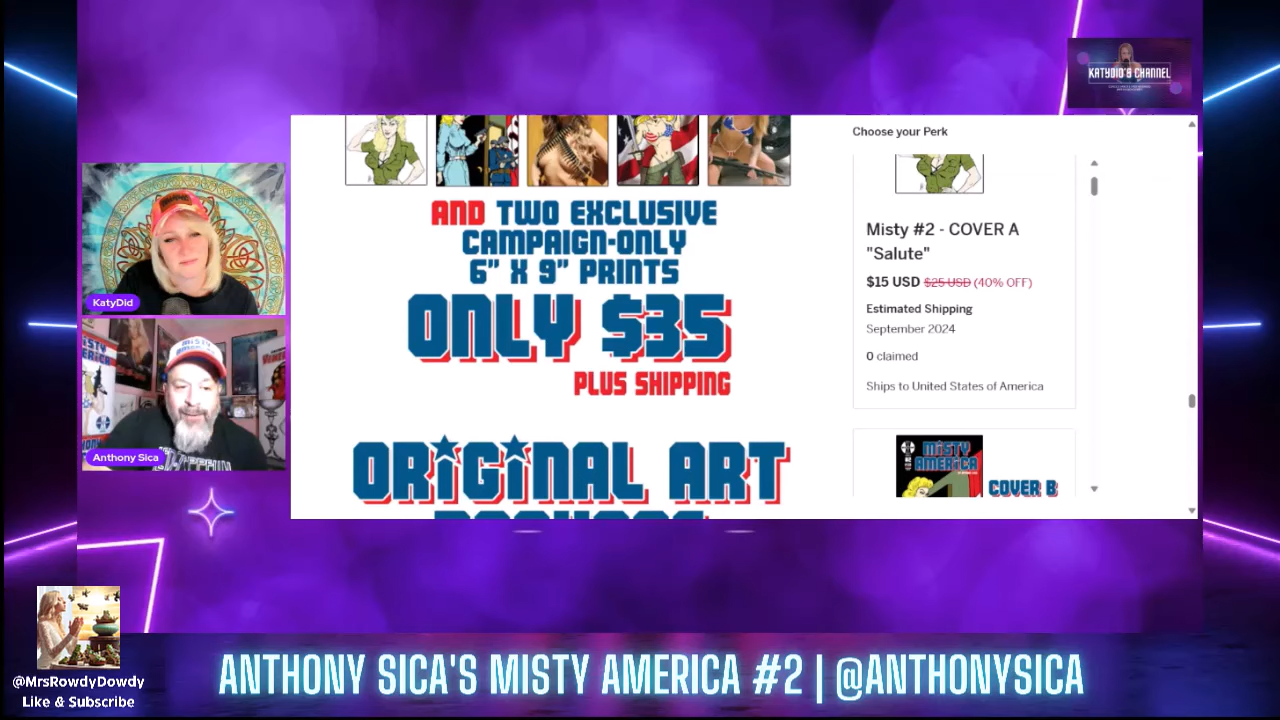 KATYDID'S CHANNEL
KatyDid
Anthony Sica
AND TWO EXCLUSIVE
CAMPAIGN-ONLY
6" X 9" PRINTS
ONLY $35
PLUS SHIPPING
ORIGINAL ART
Choose your Perk
Misty #2 - COVER A
"Salute"
$15 USD $25 USD (40% OFF)
Estimated Shipping
September 2024
0 claimed
Ships to United States of America
MISTY
AMERICA
COVER B
@MrsRowdyDowdy
Like & Subscribe
ANTHONY SICA'S MISTY AMERICA #2 | @ANTHONYSICA